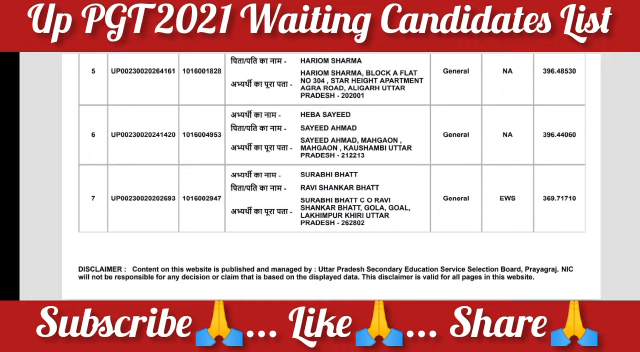 Up PGT 2021 Waiting Candidates List
5 UP00230020264161 1016001828 पिता/पति का नाम - HARIOM SHARMA General NA 396.48530
अभ्यर्थी का पूरा पता - HARIOM SHARMA, BLOCK A FLAT
NO 304 , STAR HEIGHT APARTMENT
AGRA ROAD, ALIGARH UTTAR
PRADESH - 202001
6 UP00230020241420 1016004953 अभ्यर्थी का नाम - HEBA SAYEED General NA 396.44060
पिता/पति का नाम - SAYEED AHMAD
अभ्यर्थी का पूरा पता - SAYEED AHMAD, MAHGAON ,
MAHGAON , KAUSHAMBI UTTAR
PRADESH - 212213
7 UP00230020202693 1016002947 अभ्यर्थी का नाम - SURABHI BHATT General EWS 369.71710
पिता/पति का नाम - RAVI SHANKAR BHATT
अभ्यर्थी का पूरा पता - SURABHI BHATT C O RAVI
SHANKAR BHATT, GOLA, GOAL,
LAKHIMPUR KHIRI UTTAR
PRADESH - 262802
DISCLAIMER : Content on this website is published and managed by : Uttar Pradesh Secondary Education Service Selection Board, Prayagraj. NIC
will not be responsible for any decision or claim that is based on the displayed data. This disclaimer is valid for all pages in this website.
Subscribe🙏... Like🙏... Share🙏